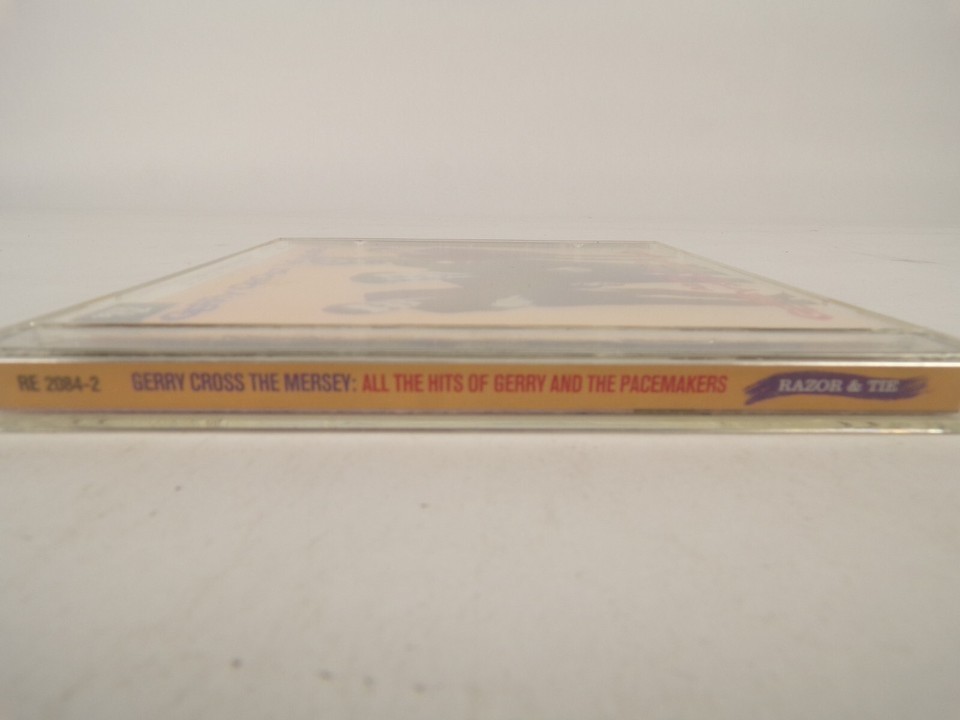 RE 2084-2 GERRY CROSS THE MERSEY: ALL THE HITS OF GERRY AND THE PACEMAKERS RAZOR & TIE